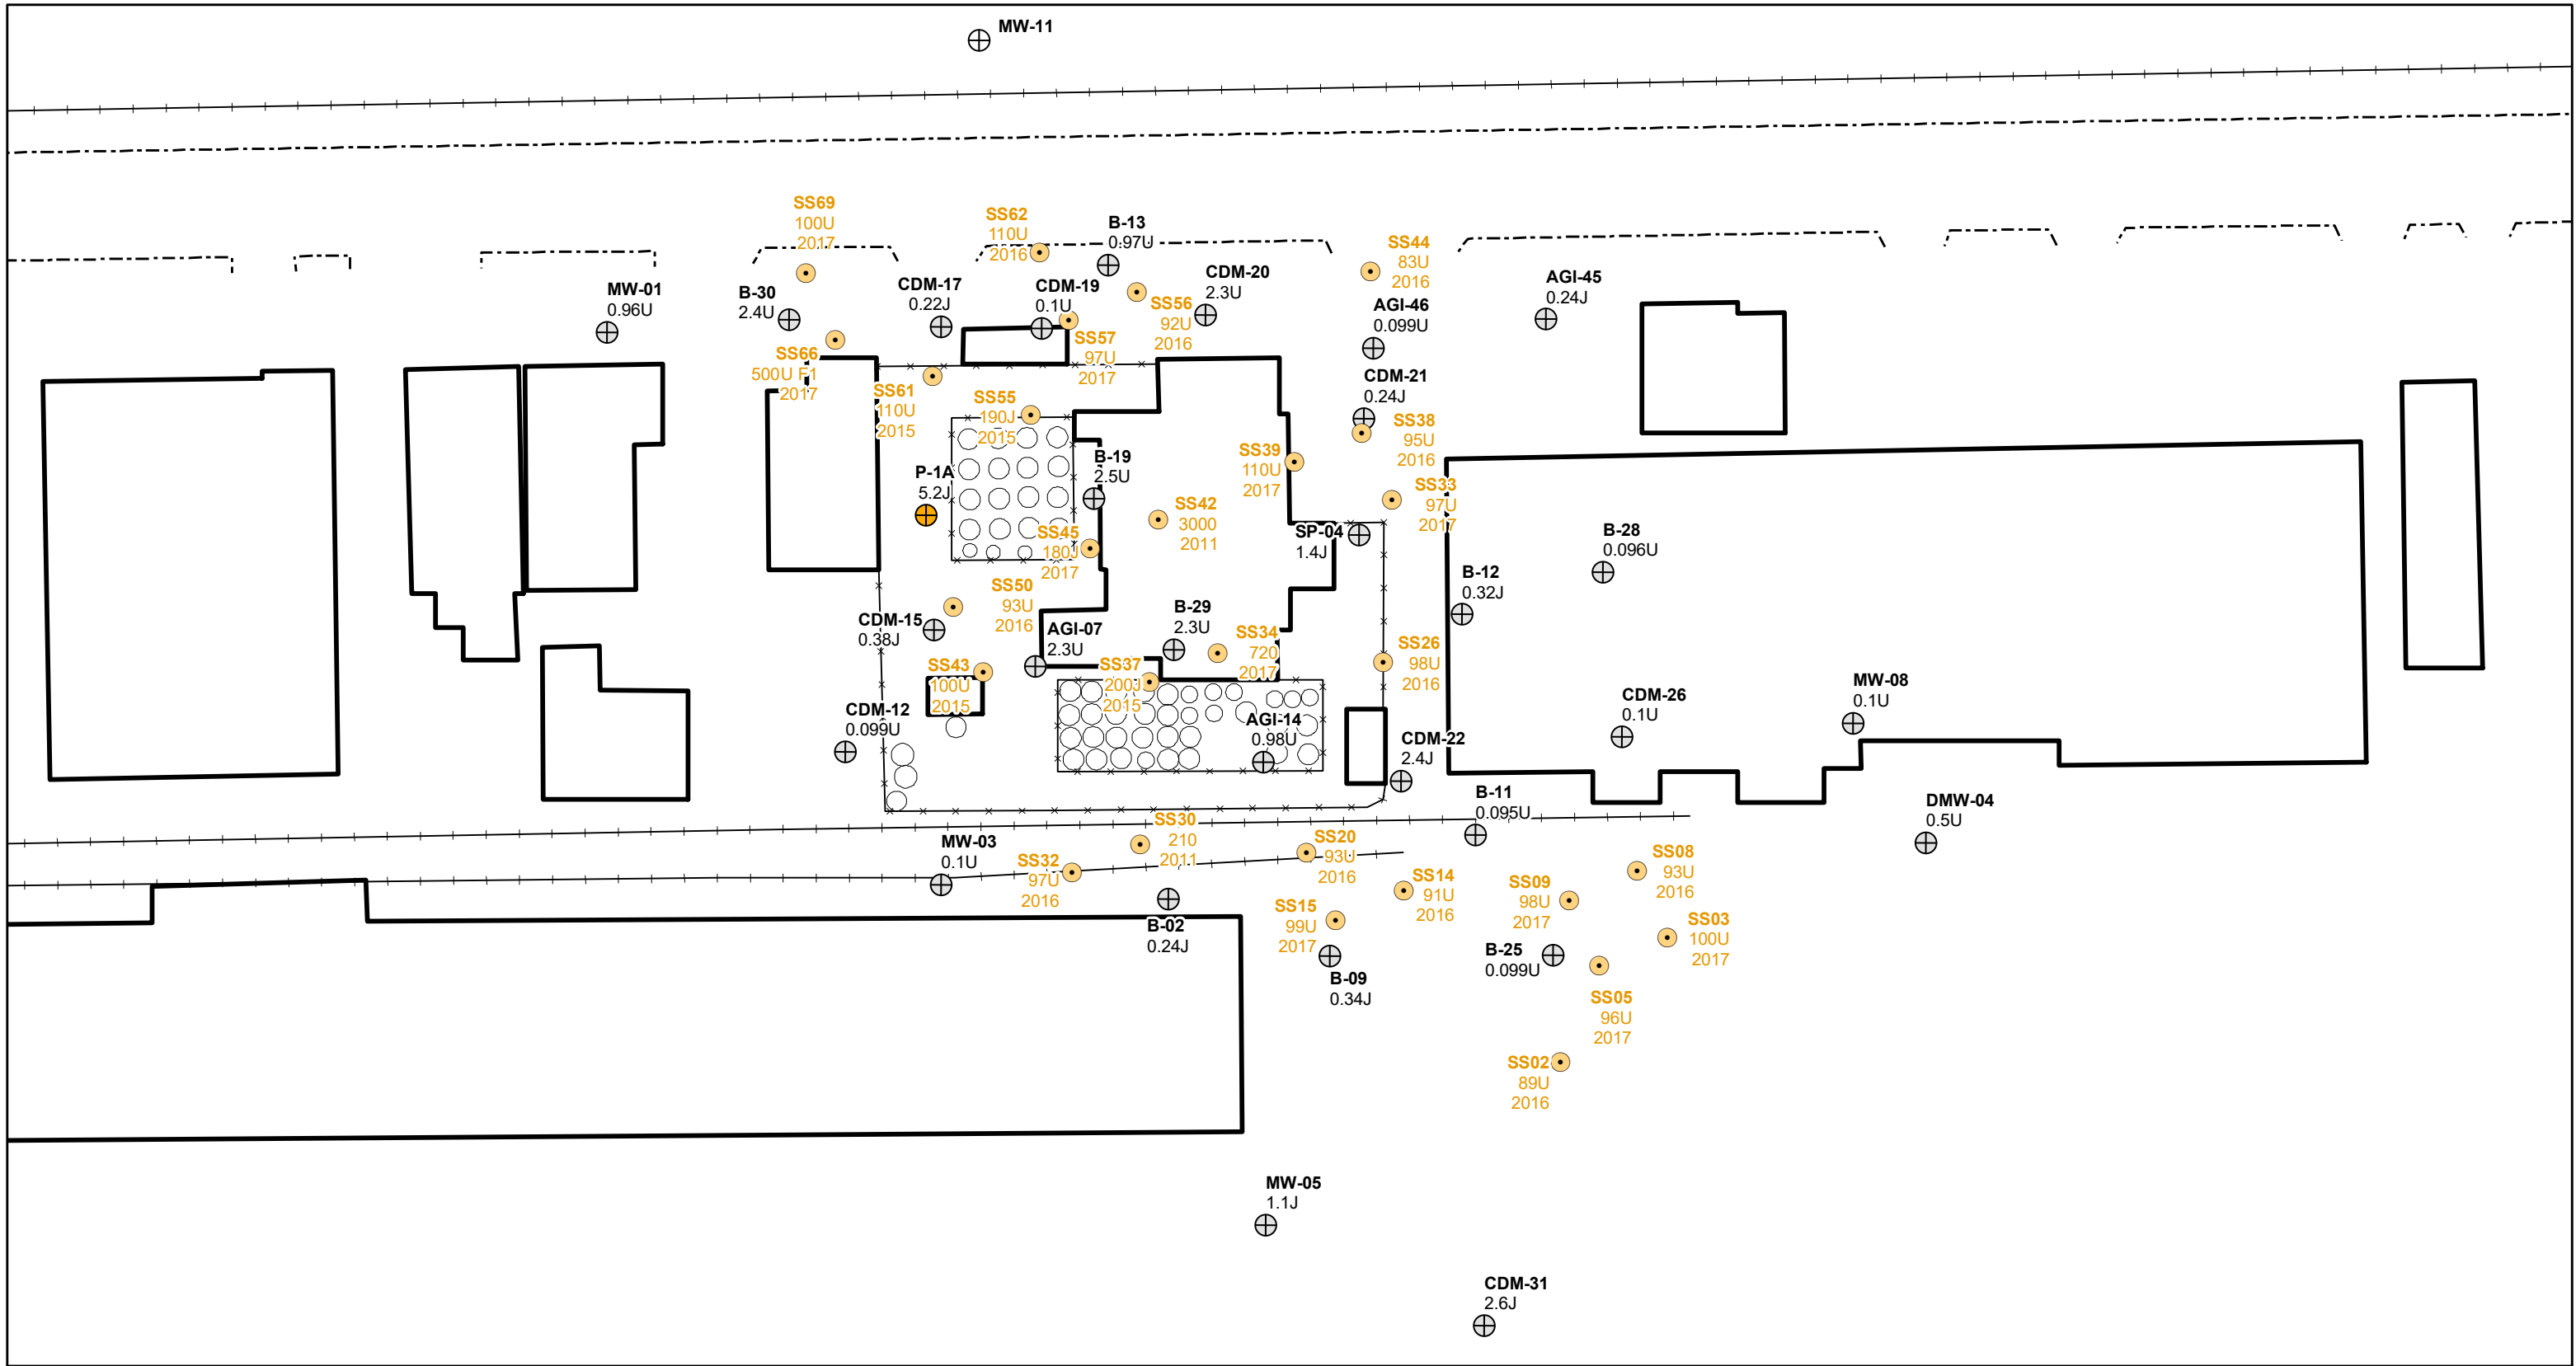 MW-11
SS69
100U
2017
SS62
110U
2016
B-13
0.97U
SS44
83U
2016
MW-01
0.96U
B-30
2.4U
CDM-17
0.22J
CDM-19
0.1U
CDM-20
2.3U
AGI-45
0.24J
SS56
92U
2016
AGI-46
0.099U
SS66
500U F1
2017
SS57
97U
2017
CDM-21
0.24J
SS61
110U
2015
SS55
190J
2015
SS38
95U
2016
P-1A
5.2J
B-19
2.5U
SS39
110U
2017
SS33
97U
2017
SS42
3000
2011
SS45
180J
2017
SP-04
1.4J
B-28
0.096U
B-12
0.32J
SS50
93U
2016
CDM-15
0.38J
AGI-07
2.3U
B-29
2.3U
SS34
720
2017
SS26
98U
2016
SS43
100U
2015
SS37
200J
2015
CDM-12
0.099U
AGI-14
0.98U
CDM-22
2.4J
CDM-26
0.1U
MW-08
0.1U
B-11
0.095U
DMW-04
0.5U
MW-03
0.1U
SS32
97U
2016
SS30
210
2011
SS20
93U
2016
SS14
91U
2016
SS09
98U
2017
SS08
93U
2016
SS15
99U
2017
SS03
100U
2017
B-02
0.24J
B-09
0.34J
B-25
0.099U
SS05
96U
2017
SS02
89U
2016
MW-05
1.1J
CDM-31
2.6J